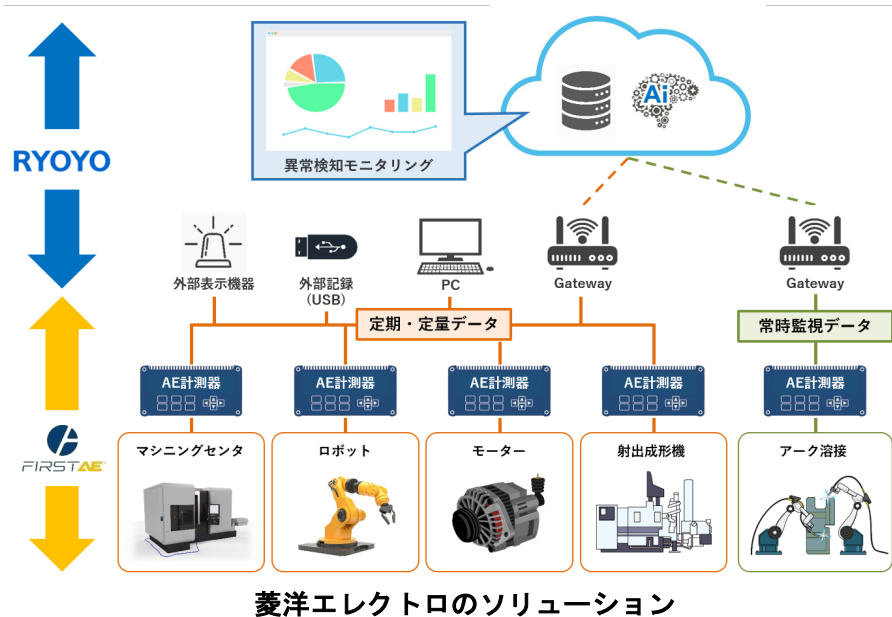 Ai
異常検知モニタリング
RYOYO
外部表示機器
外部記録
(USB)
PC
Gateway
Gateway
定期・定量データ
常時監視データ
AE計測器
AE計測器
AE計測器
AE計測器
AE計測器
FIRSTAE
マシニングセンタ
ロボット
モーター
射出成形機
アーク溶接
菱洋エレクトロのソリューション